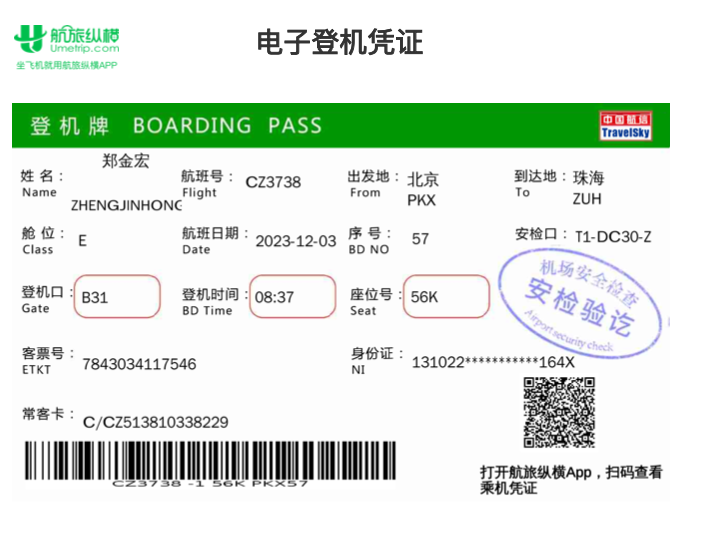 航旅纵横
Umetrip.com
坐飞机就用航旅纵横APP
电子登机凭证
登机牌 BOARDING PASS
中国航信
TravelSky
姓名： 郑金宏 航班号： CZ3738 出发地： 北京 到达地： 珠海
Name ZHENGJINHONG Flight From PKX To ZUH
舱位： E 航班日期： 2023-12-03 序号： 57 安检口： T1-DC30-Z
Class Date BD NO
登机口： B31 登机时间： 08:37 座位号： 56K
Gate BD Time Seat
机场安全检查
安检验讫
Airport security check
客票号： 7843034117546 身份证： 131022***********164X
ETKT NI
常客卡： C/CZ513810338229
CZ3738 -1 56K PKX57
打开航旅纵横App，扫码查看
乘机凭证